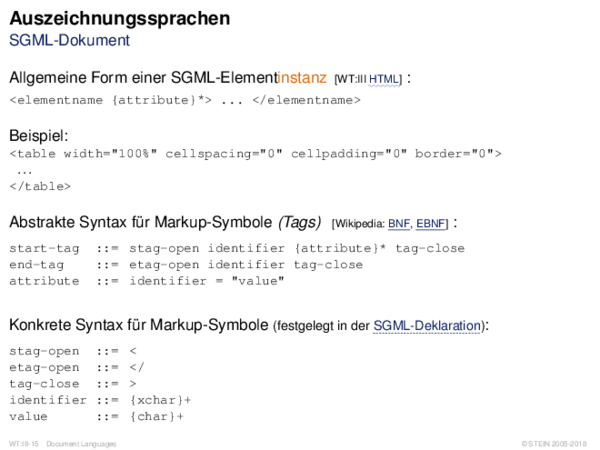 Auszeichnungssprachen
SGML-Dokument
Allgemeine Form einer SGML-Elementinstanz [WT:III HTML] :
<elementname {attribute}*> ... </elementname>
Beispiel:
<table width="100%" cellspacing="0" cellpadding="0" border="0">
...
</table>
Abstrakte Syntax für Markup-Symbole (Tags) [Wikipedia: BNF, EBNF] :
start-tag ::= stag-open identifier {attribute}* tag-close
end-tag ::= etag-open identifier tag-close
attribute ::= identifier = "value"
Konkrete Syntax für Markup-Symbole (festgelegt in der SGML-Deklaration):
stag-open ::= <
etag-open ::= </
tag-close ::= >
identifier ::= {xchar}+
value ::= {char}+
WT:II-15 Document Languages © STEIN 2005-2018